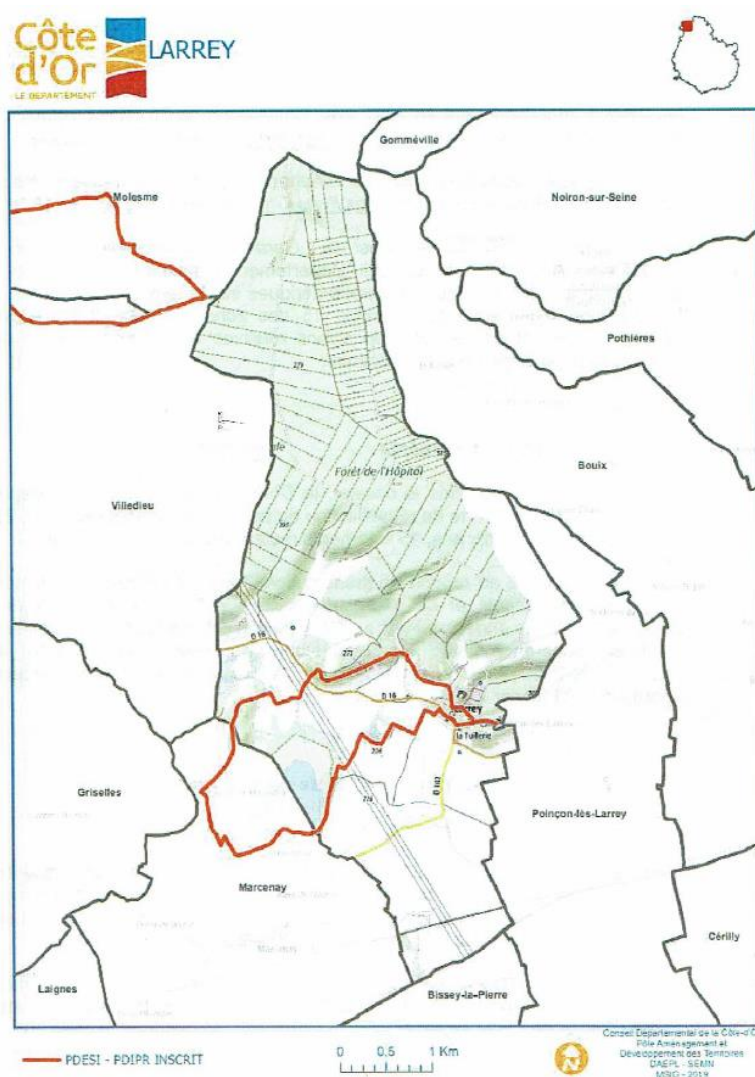 Côte
d'Or
LE DÉPARTEMENT
LARREY
Gomméville
Molesme
Noiron-sur-Seine
Pothières
Forêt de l'Hôpital
Bouix
Villedieu
D 16
D 16
la Tuilerie
Griselles
Poinçon-lès-Larrey
Marcenay
Cérilly
Laignes
Bissey-la-Pierre
PDESI - PDIPR INSCRIT
0 0,5 1 Km
Conseil Départemental de la Côte-d'O
Pôle Aménagement et
Développement des Territoires
MSIG - 2019